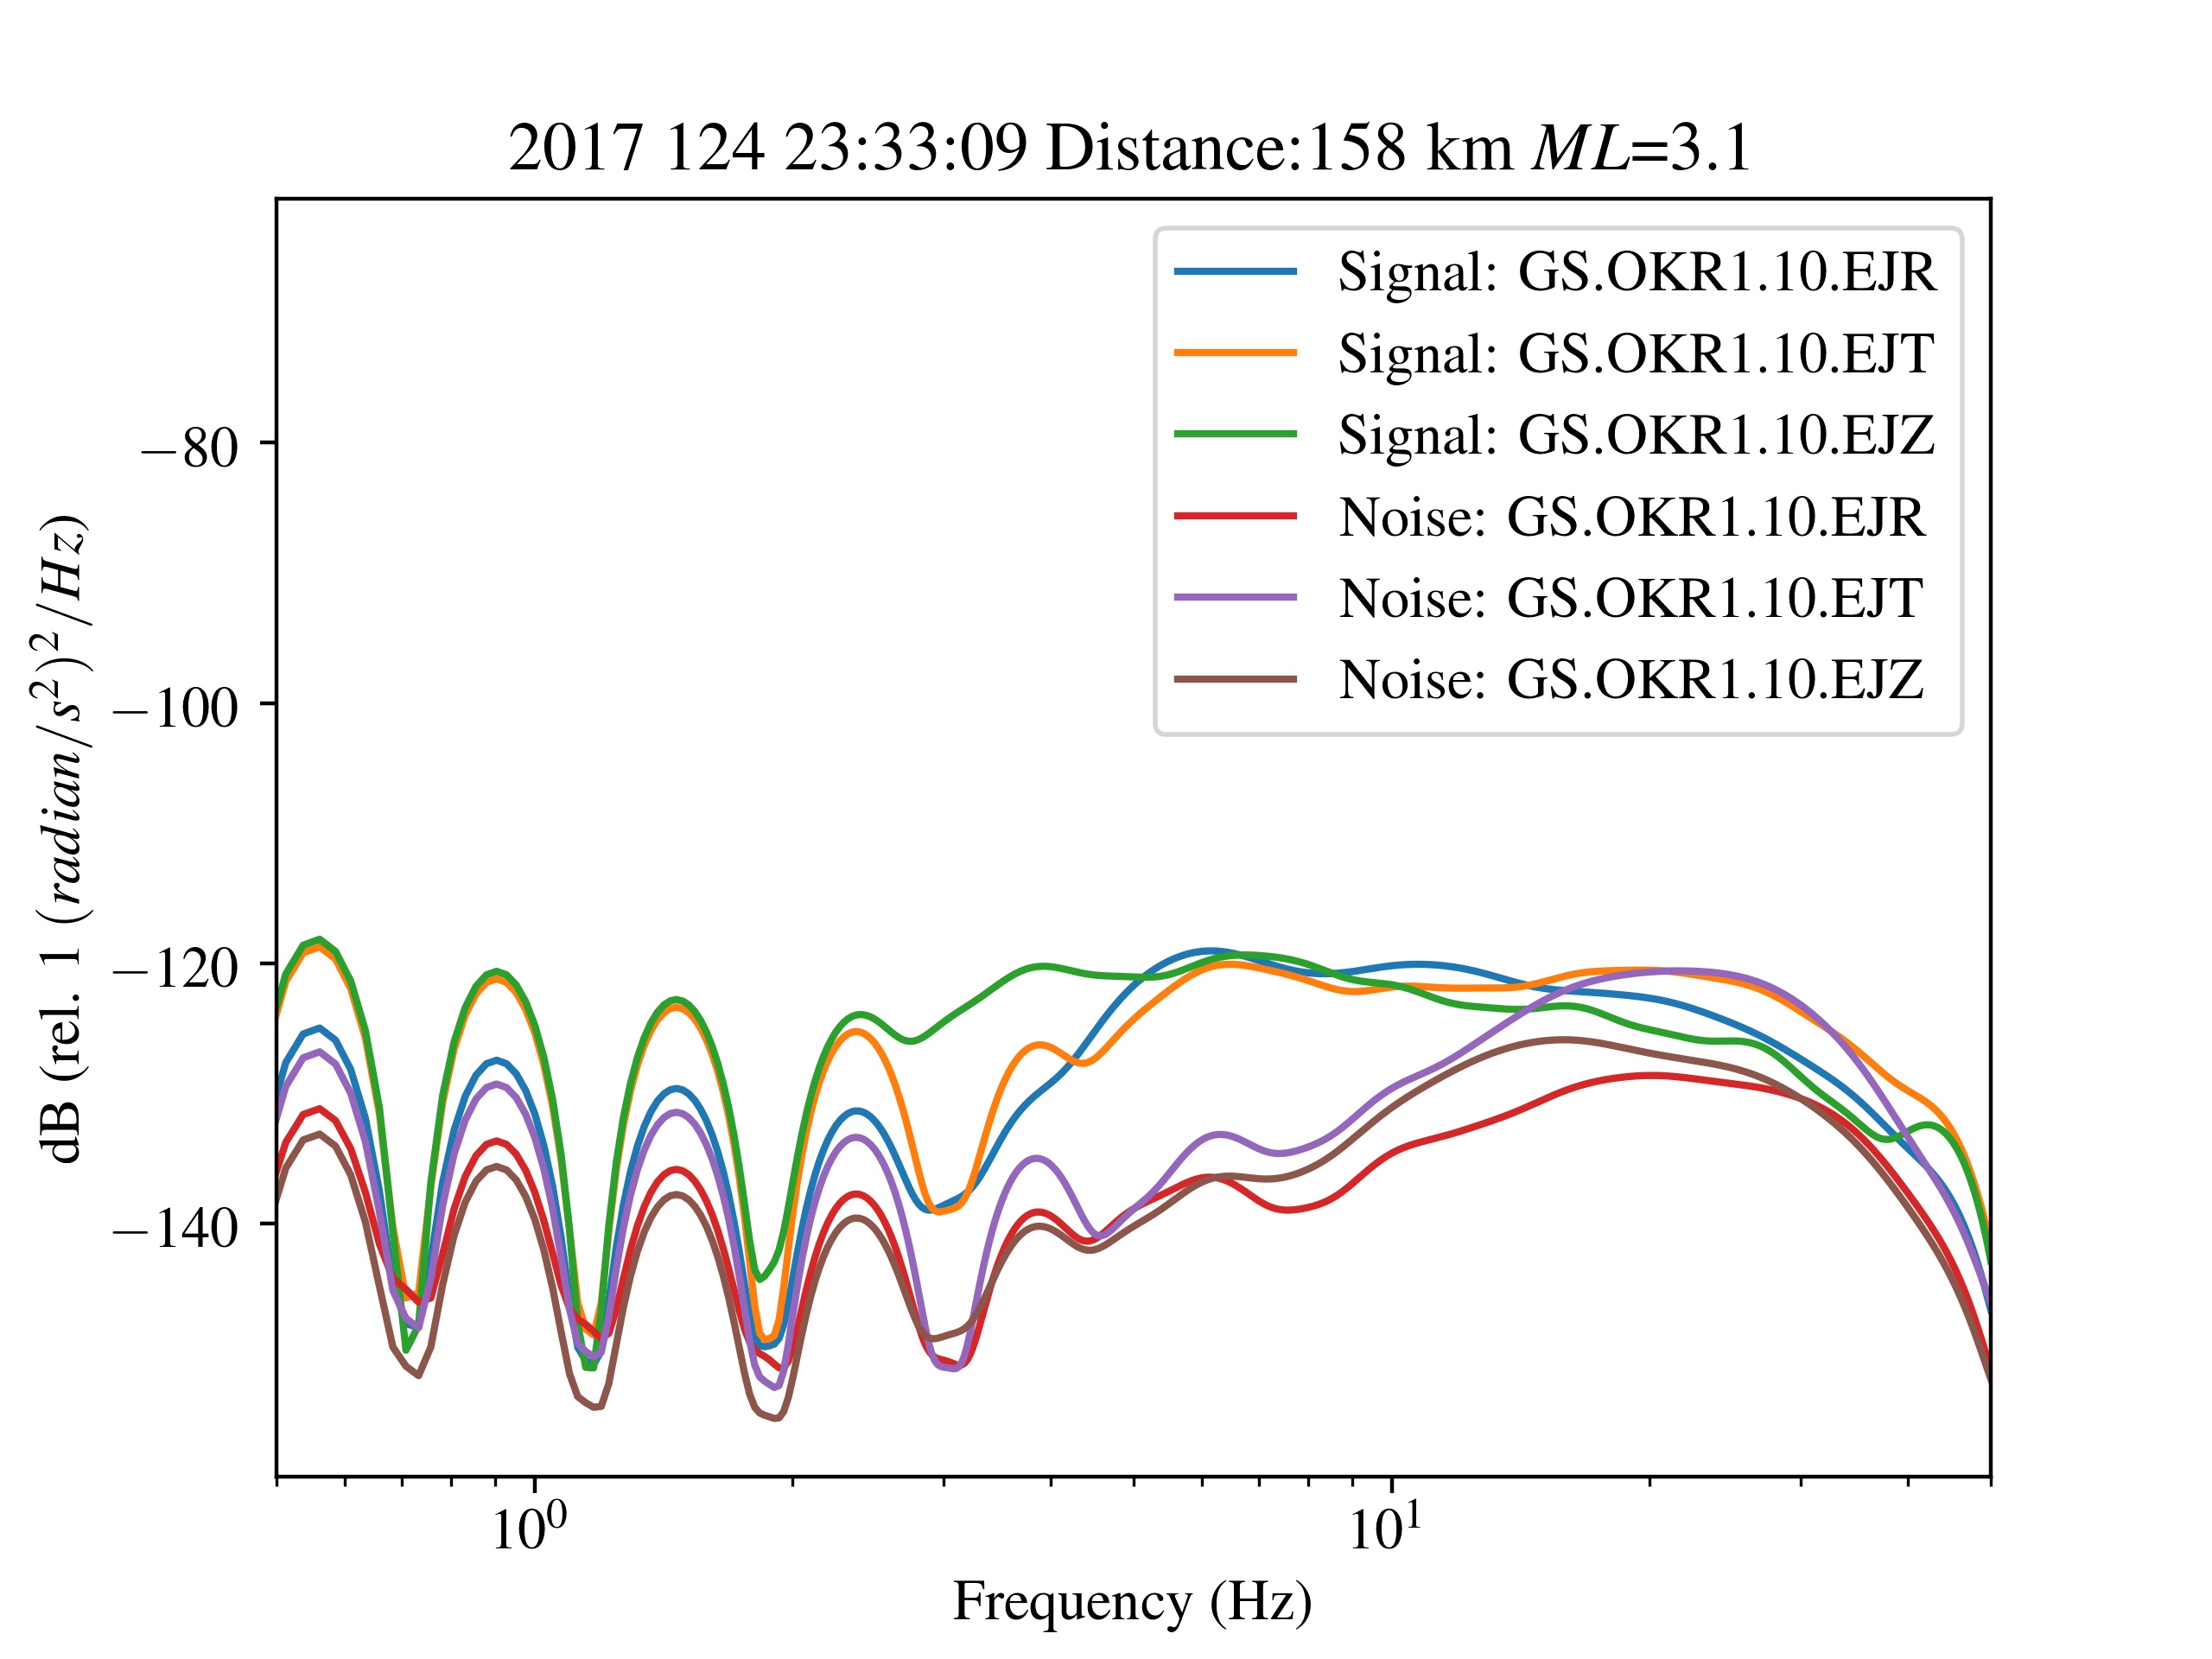 2017 124 23:33:09 Distance:158 km ML=3.1
Signal: GS.OKR1.10.EJR
Signal: GS.OKR1.10.EJT
Signal: GS.OKR1.10.EJZ
Noise: GS.OKR1.10.EJR
Noise: GS.OKR1.10.EJT
Noise: GS.OKR1.10.EJZ
dB (rel. 1 (radian/s²)²/Hz)
−80
−100
−120
−140
10⁰ 10¹
Frequency (Hz)